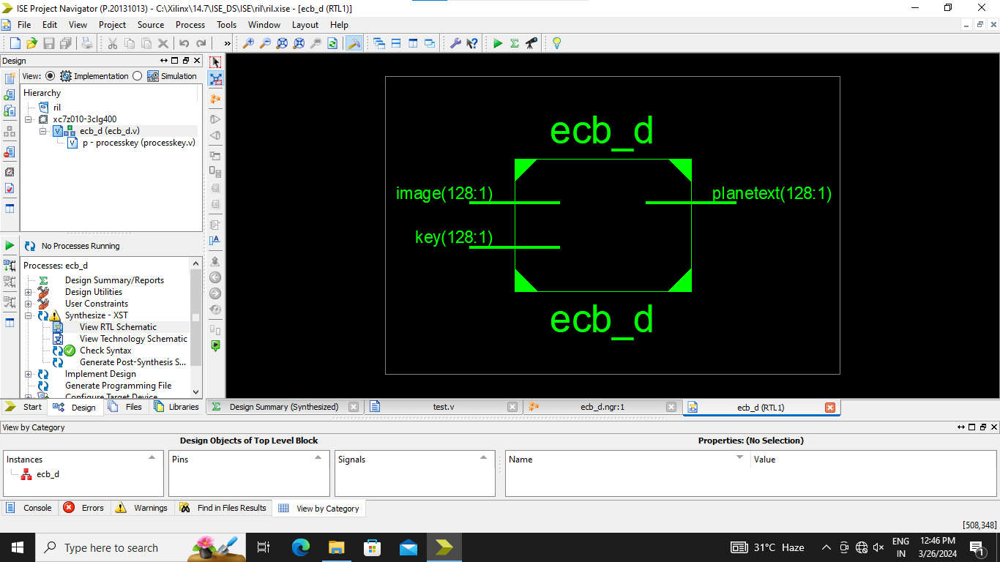 ISE Project Navigator (P.20131013) - C:\Xilinx\14.7\ISE_DS\ISE\ril\ril.xise - [ecb_d (RTL1)]
File Edit View Project Source Process Tools Window Layout Help
»
Design
View: Implementation Simulation
Hierarchy
ril
xc7z010-3clg400
ecb_d (ecb_d.v)
p - processkey (processkey.v)
No Processes Running
Processes: ecb_d
Design Summary/Reports
Design Utilities
User Constraints
Synthesize - XST
View RTL Schematic
View Technology Schematic
Check Syntax
Generate Post-Synthesis S...
Implement Design
Generate Programming File
Configure Target Device
Start Design Files Libraries
ecb_d
image(128:1)
planetext(128:1)
key(128:1)
ecb_d
Design Summary (Synthesized) test.v ecb_d.ngr:1 ecb_d (RTL1)
View by Category
Design Objects of Top Level Block Properties: (No Selection)
Instances Pins Signals Name Value
ecb_d
Console Errors Warnings Find in Files Results View by Category
[508,348]
Type here to search
31°C Haze
ENG
IN
12:46 PM
3/26/2024
1